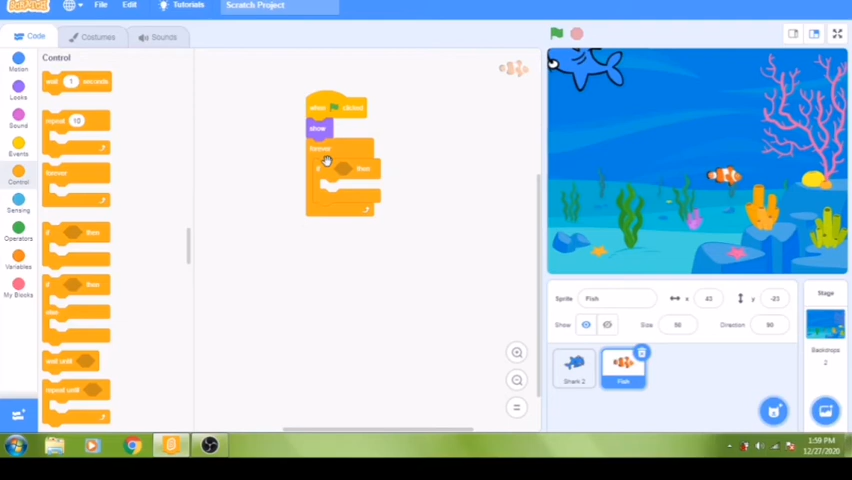 SCRATCH
File
Edit
Tutorials
Scratch Project
Code
Costumes
Sounds
Motion
Looks
Sound
Events
Control
Sensing
Operators
Variables
My Blocks
Control
wait 1 seconds
repeat 10
forever
if then
if then
else
wait until
repeat until
when clicked
show
forever
if then
Sprite
Fish
x
43
y
-23
Show
Size
50
Direction
90
Shark 2
Fish
Stage
Backdrops
2
1:59 PM
12/27/2020